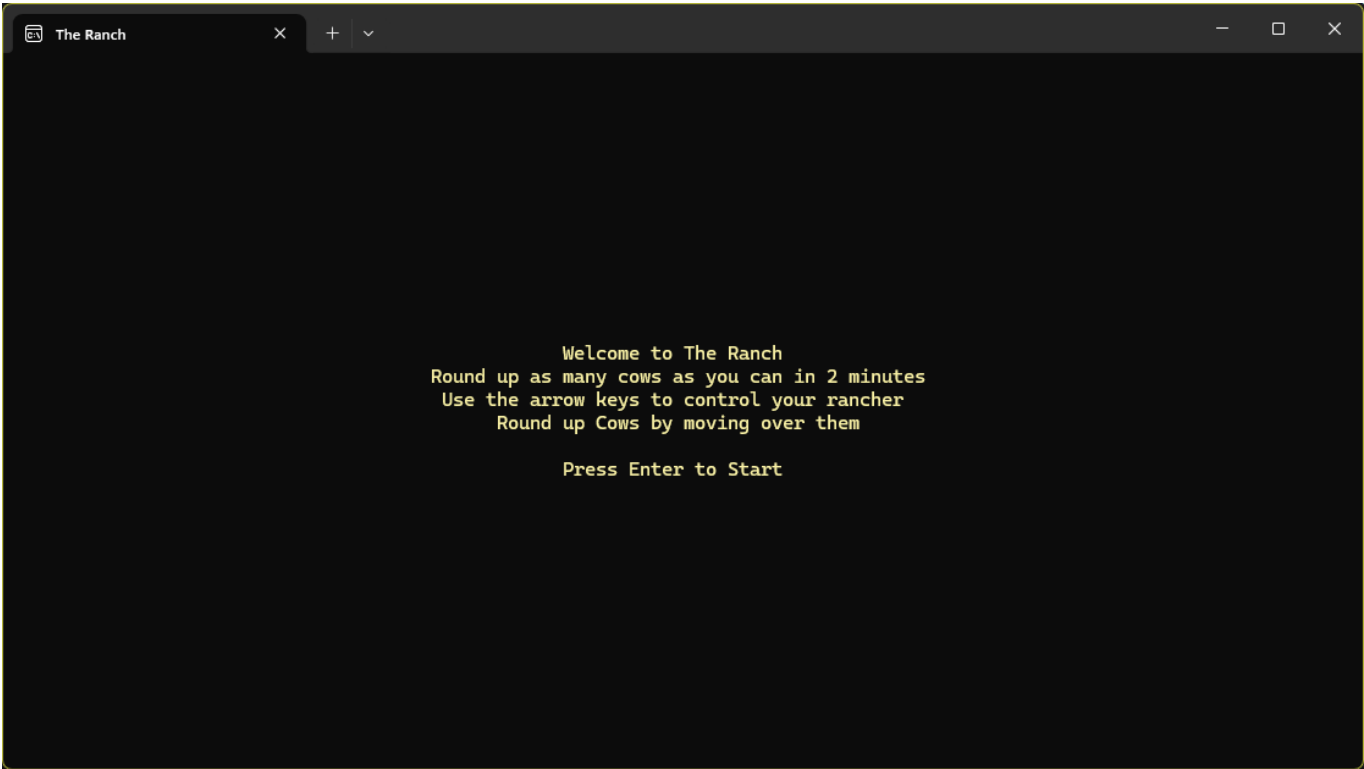 The Ranch
Welcome to The Ranch
Round up as many cows as you can in 2 minutes
Use the arrow keys to control your rancher
Round up Cows by moving over them
Press Enter to Start